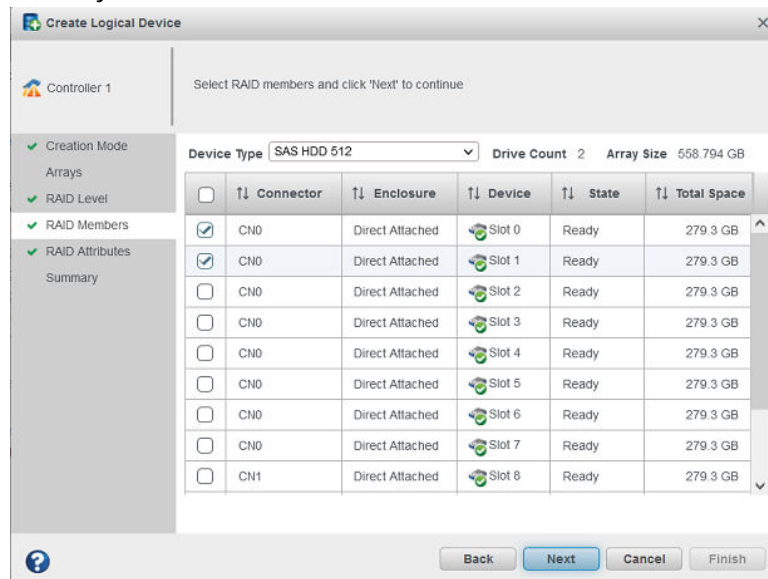 Create Logical Device
Controller 1
Select RAID members and click 'Next' to continue
Creation Mode
Arrays
RAID Level
RAID Members
RAID Attributes
Summary
Device Type SAS HDD 512 Drive Count 2 Array Size 558.794 GB
Connector Enclosure Device State Total Space
CN0 Direct Attached Slot 0 Ready 279.3 GB
CN0 Direct Attached Slot 1 Ready 279.3 GB
CN0 Direct Attached Slot 2 Ready 279.3 GB
CN0 Direct Attached Slot 3 Ready 279.3 GB
CN0 Direct Attached Slot 4 Ready 279.3 GB
CN0 Direct Attached Slot 5 Ready 279.3 GB
CN0 Direct Attached Slot 6 Ready 279.3 GB
CN0 Direct Attached Slot 7 Ready 279.3 GB
CN1 Direct Attached Slot 8 Ready 279.3 GB
Back Next Cancel Finish